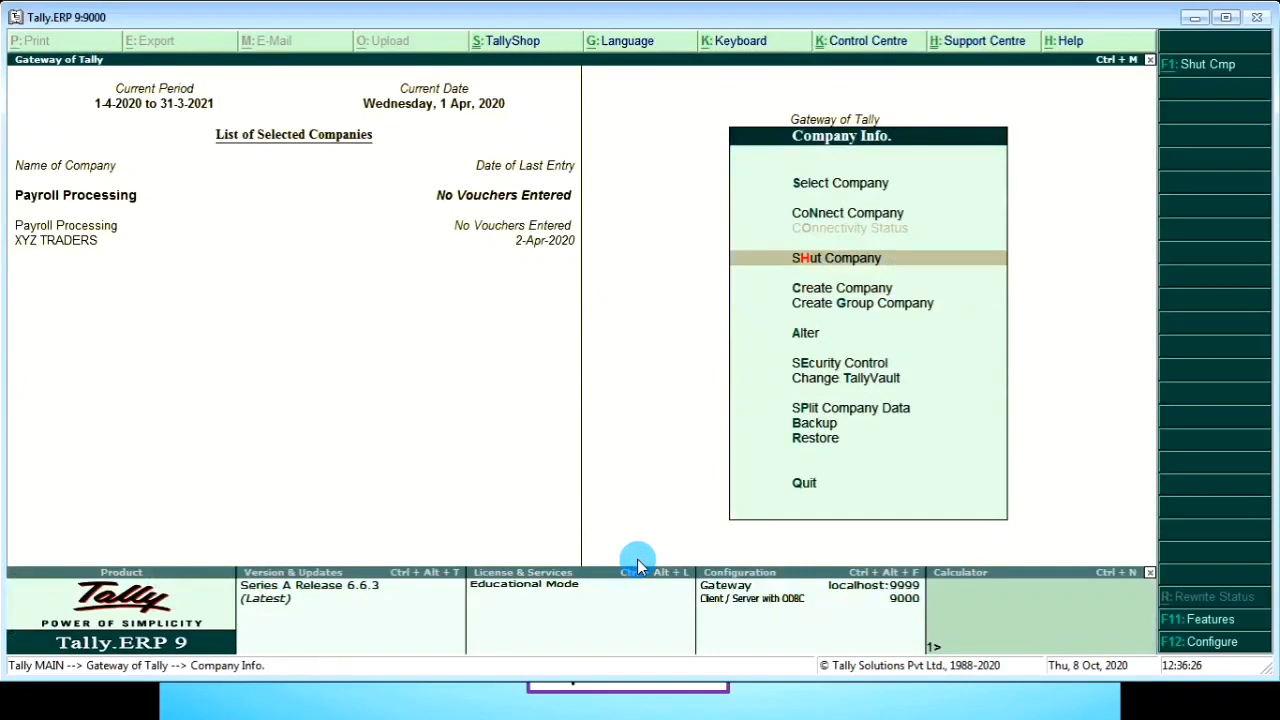 Tally.ERP 9:9000
P: Print
E: Export
M: E-Mail
O: Upload
S: TallyShop
G: Language
K: Keyboard
K: Control Centre
H: Support Centre
H: Help
Gateway of Tally
Ctrl + M
F1: Shut Cmp
Current Period
1-4-2020 to 31-3-2021
Current Date
Wednesday, 1 Apr, 2020
List of Selected Companies
Name of Company
Date of Last Entry
Payroll Processing
No Vouchers Entered
Payroll Processing
No Vouchers Entered
XYZ TRADERS
2-Apr-2020
Gateway of Tally
Company Info.
Select Company
CoNnect Company
COnnectivity Status
SHut Company
Create Company
Create Group Company
Alter
SEcurity Control
Change TallyVault
SPlit Company Data
Backup
Restore
Quit
Product
Tally
POWER OF SIMPLICITY
Tally.ERP 9
Version & Updates
Ctrl + Alt + T
Series A Release 6.6.3
(Latest)
License & Services
Ctrl + Alt + L
Educational Mode
Configuration
Ctrl + Alt + F
Gateway
localhost:9999
Client / Server with ODBC
9000
Calculator
Ctrl + N
1>
R: Rewrite Status
F11: Features
F12: Configure
Tally MAIN --> Gateway of Tally --> Company Info.
© Tally Solutions Pvt Ltd., 1988-2020
Thu, 8 Oct, 2020
12:36:26